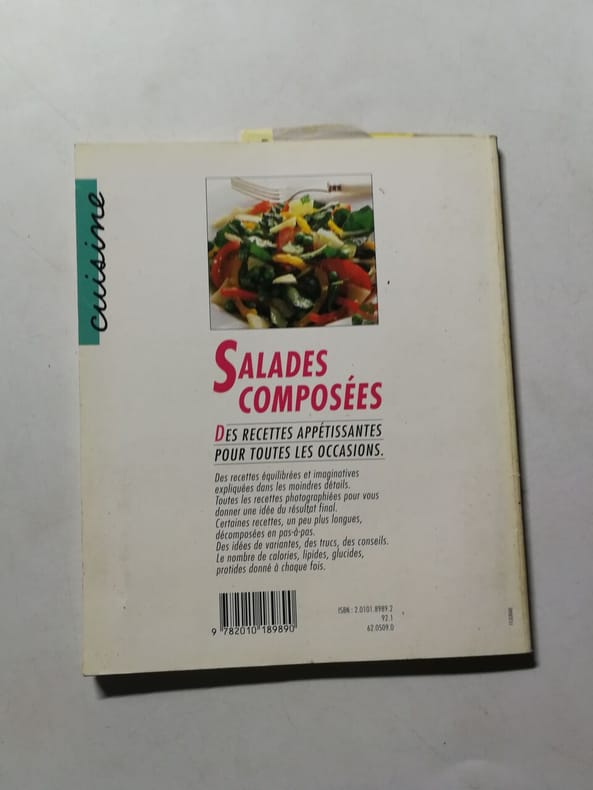 cuisine
SALADES
COMPOSÉES
DES RECETTES APPÉTISSANTES
POUR TOUTES LES OCCASIONS.
Des recettes équilibrées et imaginatives
expliquées dans les moindres détails.
Toutes les recettes photographiées pour vous
donner une idée du résultat final.
Certaines recettes, un peu plus longues,
décomposées en pas-à-pas.
Des idées de variantes, des trucs, des conseils.
Le nombre de calories, lipides, glucides,
protides donné à chaque fois.
ISBN : 2.0101.8989.2
92.1
62.0509.0
9 782010 189890